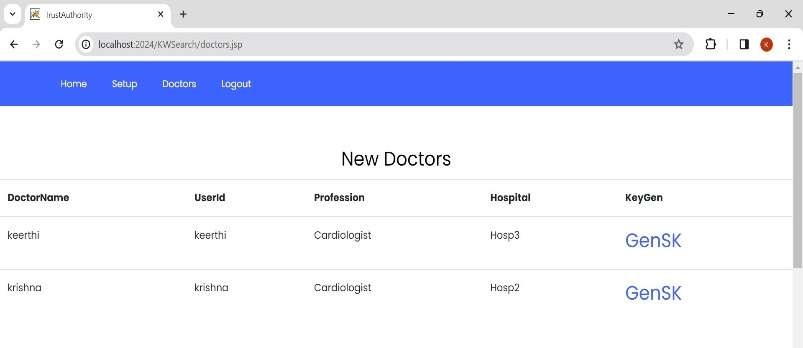 TrustAuthority
localhost:2024/KWSearch/doctors.jsp
K
Home Setup Doctors Logout
New Doctors
DoctorName UserId Profession Hospital KeyGen
keerthi keerthi Cardiologist Hosp3 GenSK
krishna krishna Cardiologist Hosp2 GenSK